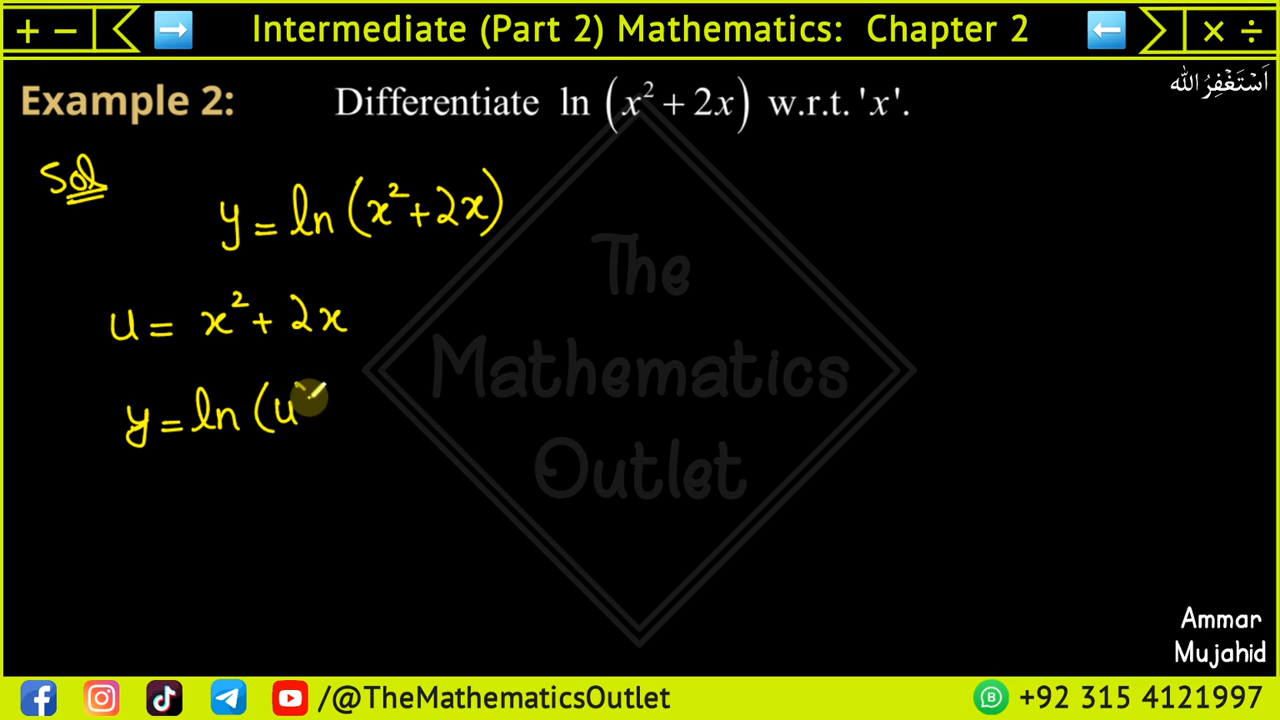 + − Intermediate (Part 2) Mathematics: Chapter 2 × ÷
اَسْتَغْفِرُ اللّٰه
Example 2: Differentiate ln (x² + 2x) w.r.t. 'x'.
Sol
y = ln (x² + 2x)
u = x² + 2x
y = ln (u
The
Mathematics
Outlet
Ammar
Mujahid
/@TheMathematicsOutlet +92 315 4121997